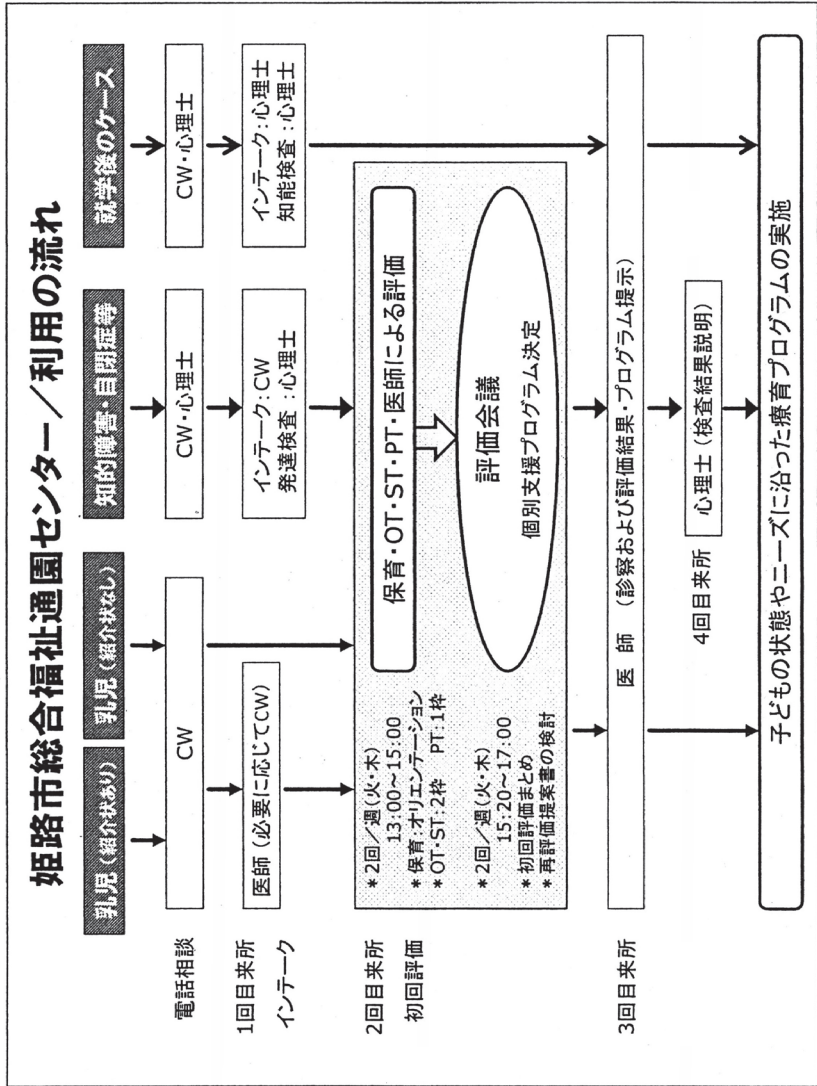 姫路市総合福祉通園センター／利用の流れ
乳児（紹介状あり）
乳児（紹介状なし）
知的障害・自閉症等
就学後のケース
電話相談
CW
CW・心理士
CW・心理士
1回目来所
インテーク
医師（必要に応じてCW）
インテーク：CW
発達検査：心理士
インテーク：心理士
知能検査：心理士
2回目来所
初回評価
＊2回／週（火・木）
13:00～15:00
＊保育：オリエンテーション
＊OT・ST：2枠　PT：1枠
保育・OT・ST・PT・医師による評価
＊2回／週（火・木）
15:20～17:00
＊初回評価まとめ
＊再評価提案書の検討
評価会議
個別支援プログラム決定
3回目来所
医 師 （診察および評価結果・プログラム提示）
4回目来所
心理士（検査結果説明）
子どもの状態やニーズに沿った療育プログラムの実施